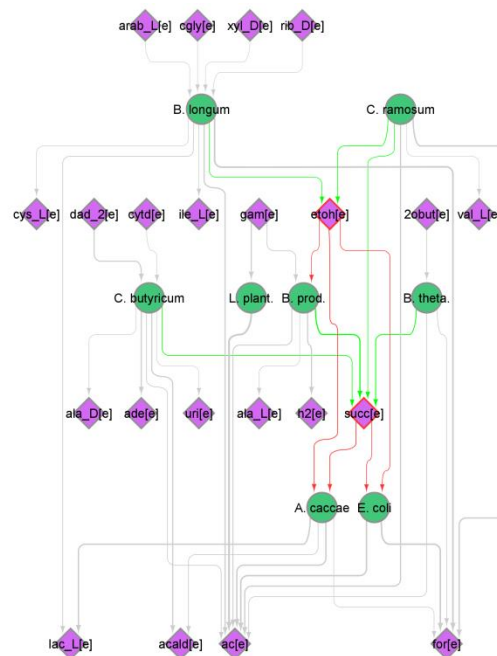 arab_L[e] cgly[e] xyl_D[e] rib_D[e]
B. longum C. ramosum
cys_L[e] dad_2[e] cytd[e] ile_L[e] gam[e] etoh[e] 2obut[e] val_L[e]
C. butyricum L. plant. B. prod. B. theta.
ala_D[e] ade[e] uri[e] ala_L[e] h2[e] succ[e]
A. caccae E. coli
lac_L[e] acald[e] ac[e] for[e]